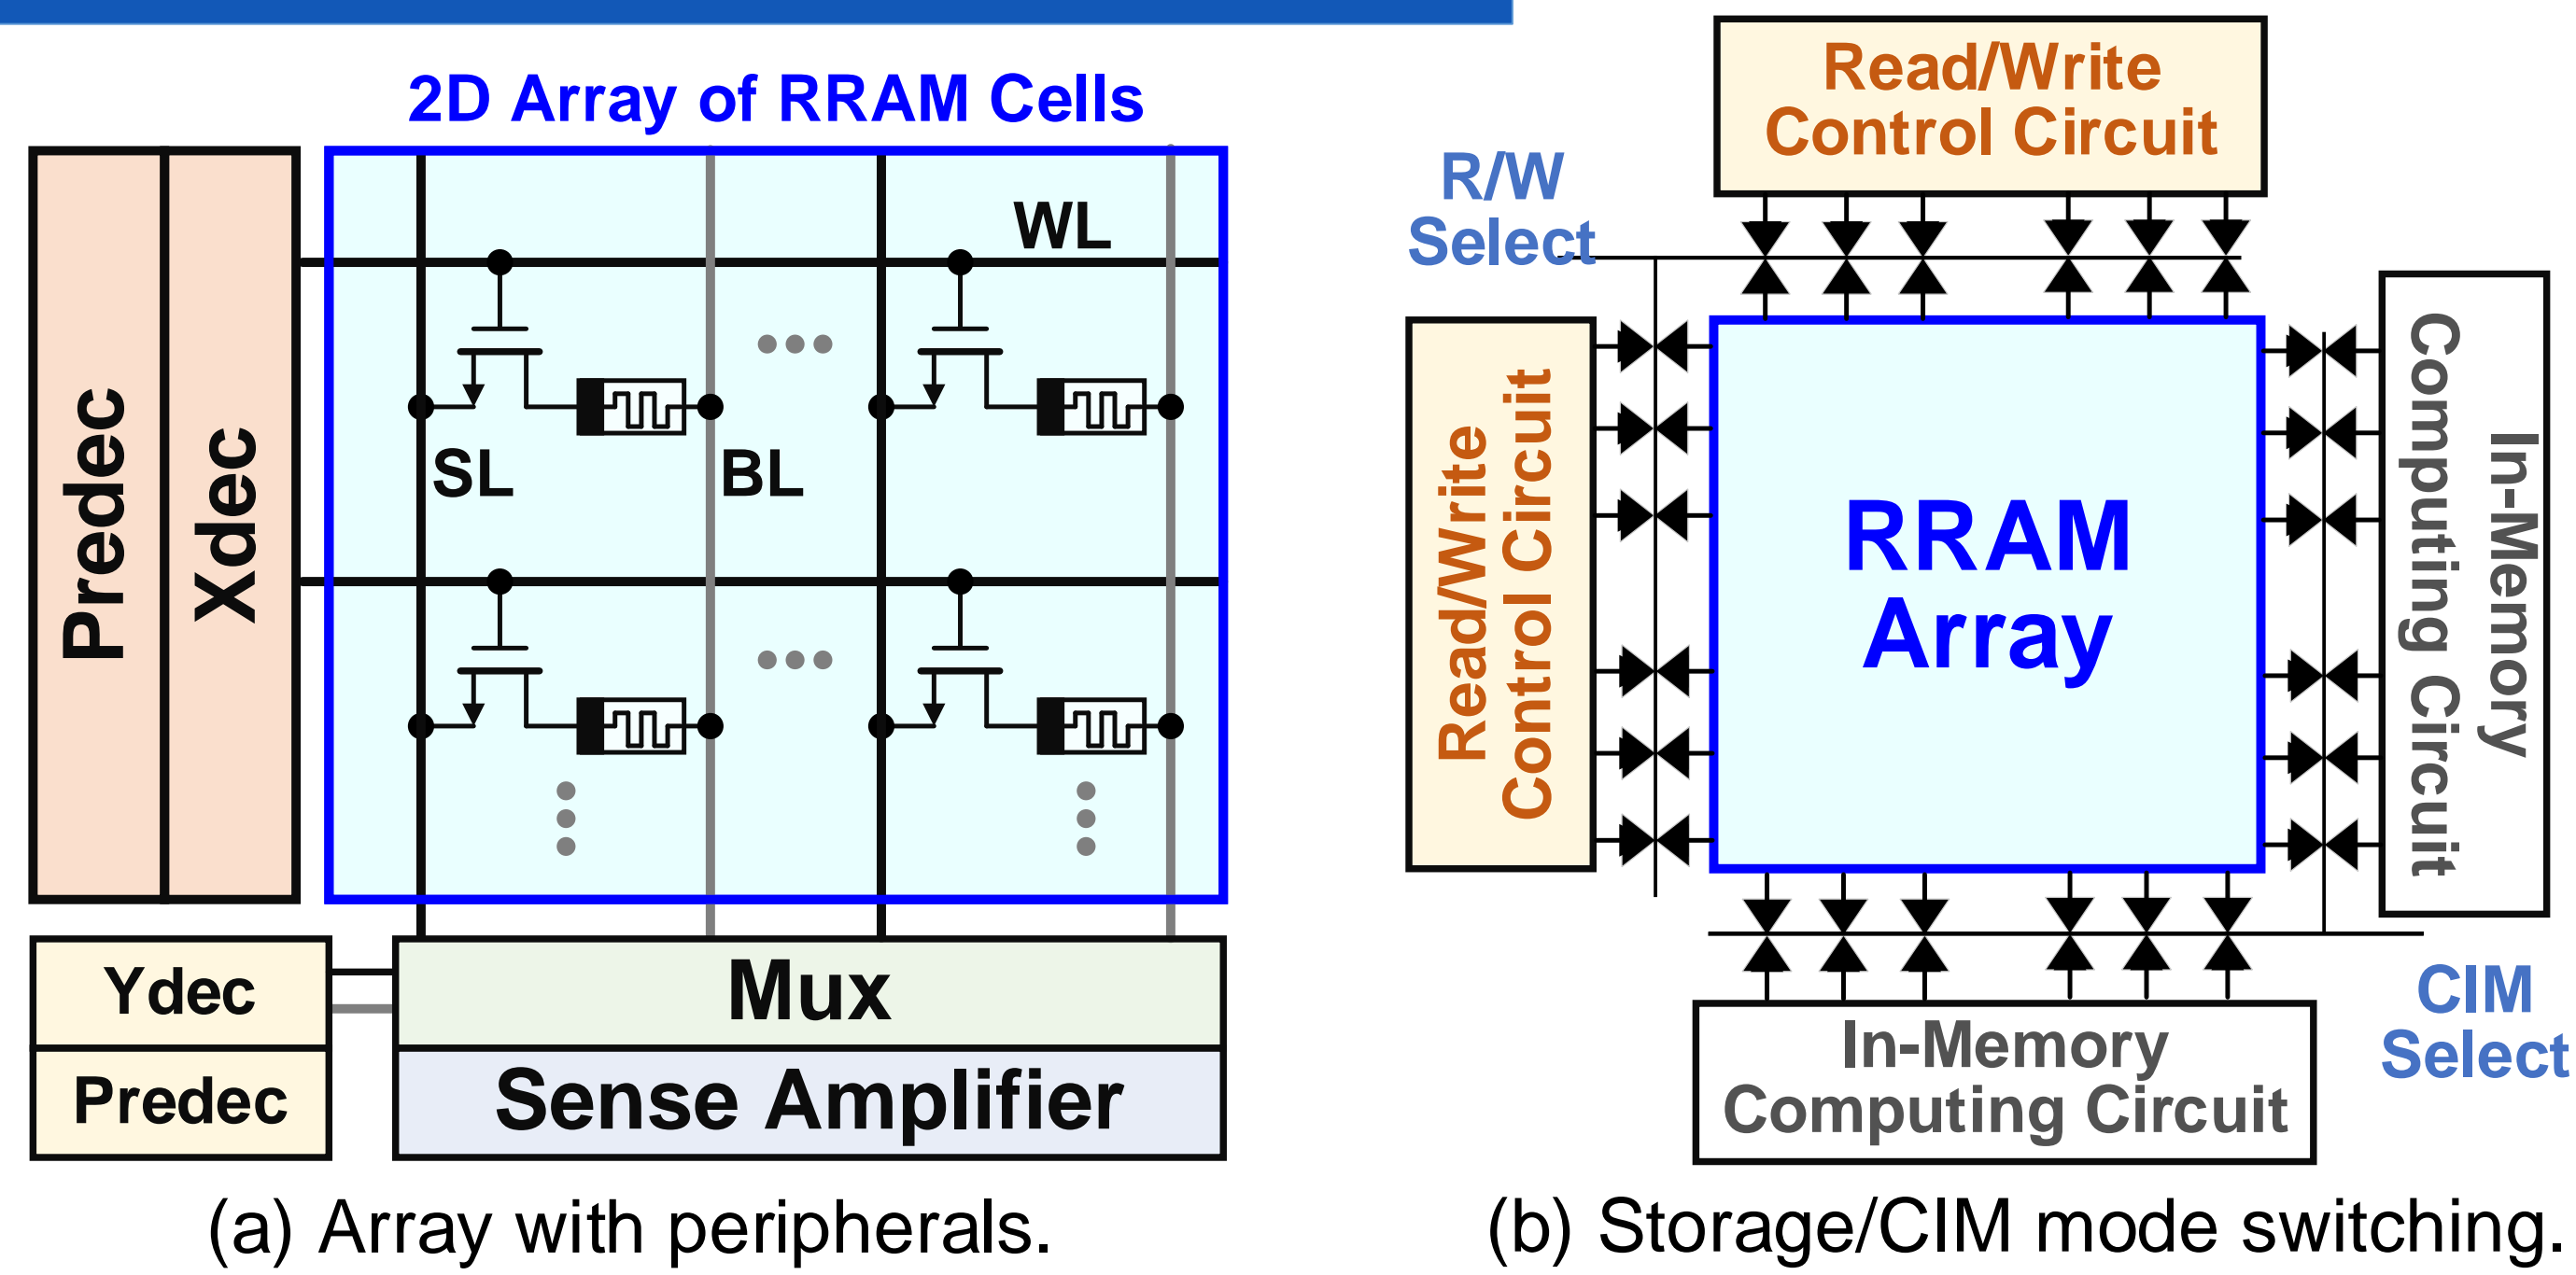 2D Array of RRAM Cells
Predec
Xdec
WL
SL
BL
Ydec
Predec
Mux
Sense Amplifier
(a) Array with peripherals.
Read/Write
Control Circuit
R/W
Select
Read/Write
Control Circuit
RRAM
Array
In-Memory
Computing Circuit
In-Memory
Computing Circuit
CIM
Select
(b) Storage/CIM mode switching.